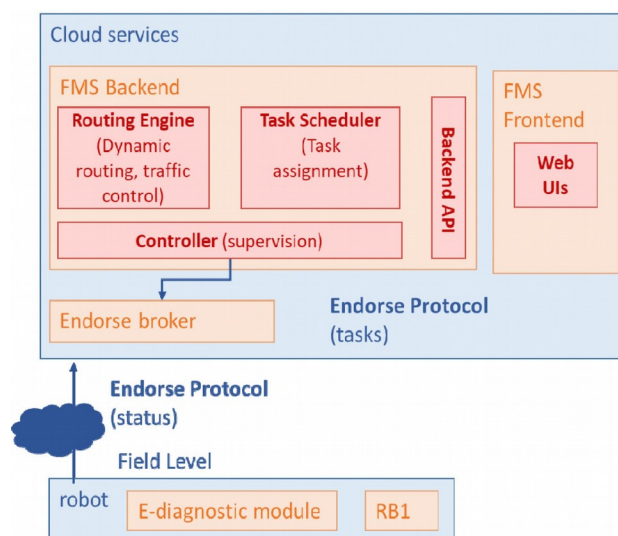 Cloud services
FMS Backend
Routing Engine
(Dynamic
routing, traffic
control)
Task Scheduler
(Task
assignment)
Backend API
Controller (supervision)
FMS
Frontend
Web
UIs
Endorse broker
Endorse Protocol
(tasks)
Endorse Protocol
(status)
Field Level
robot
E-diagnostic module
RB1